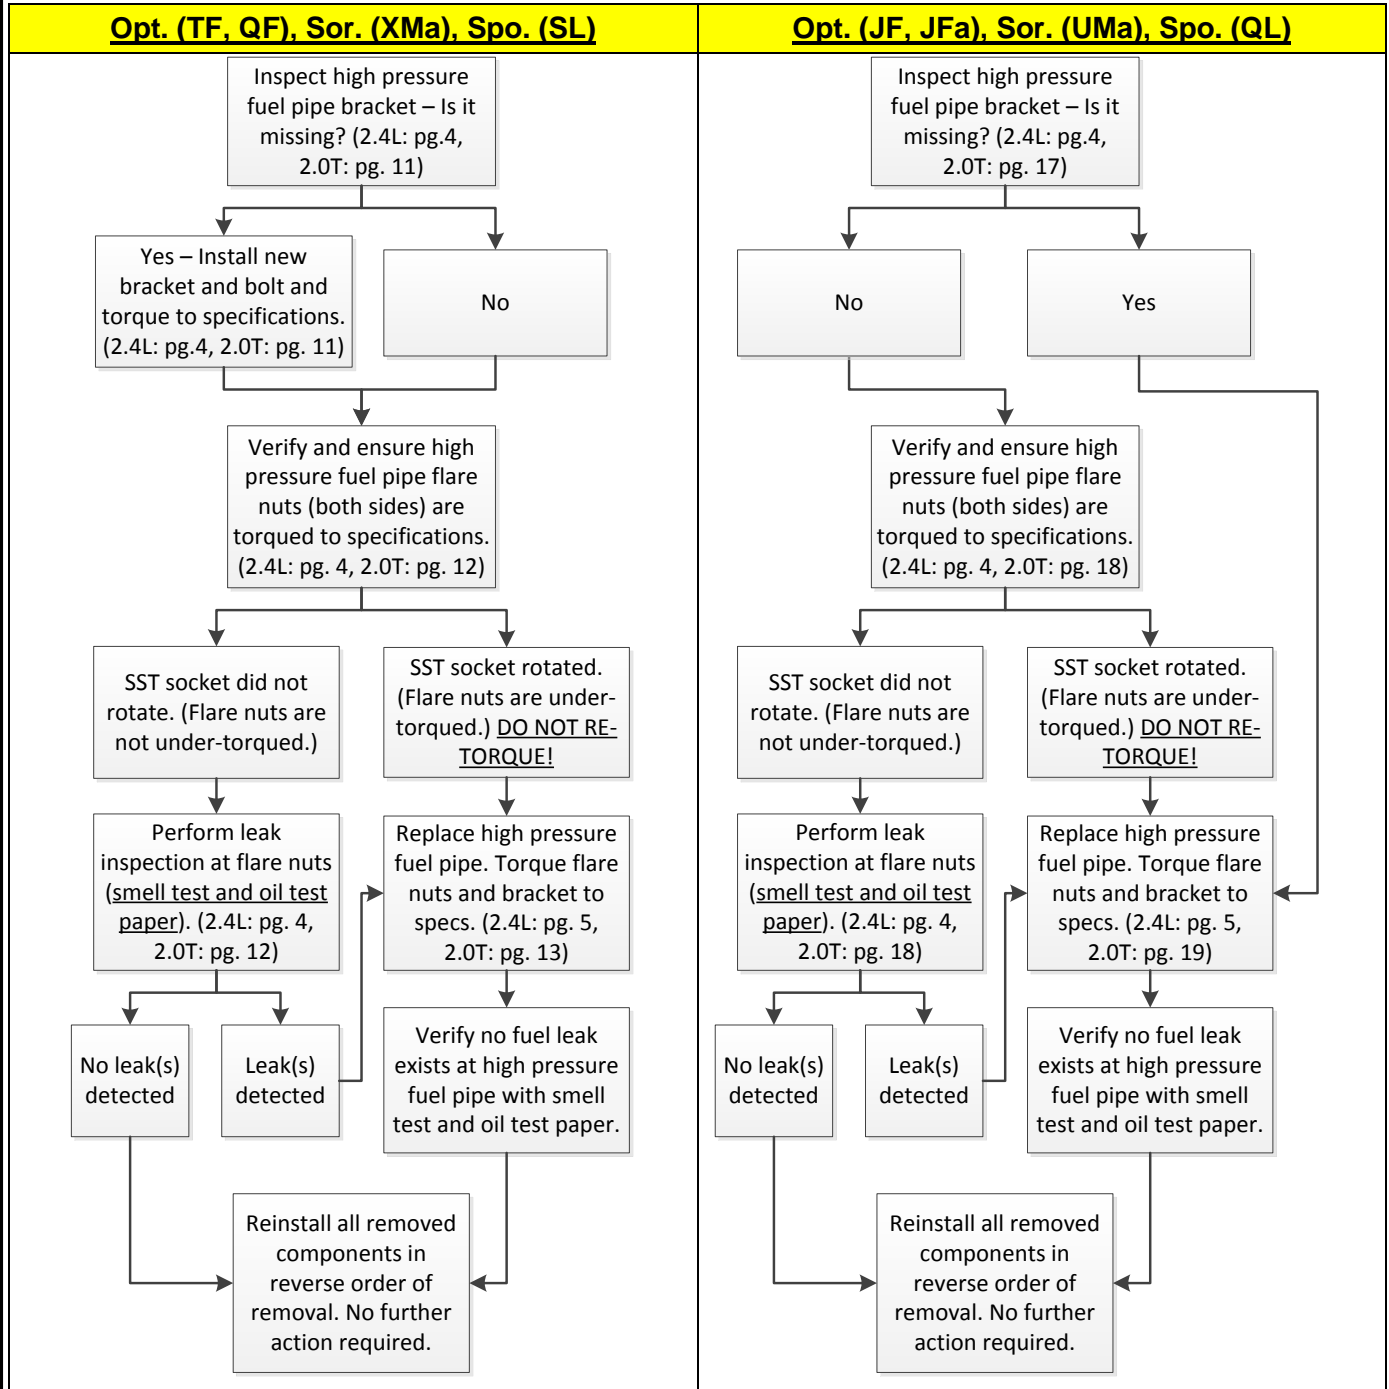 Opt. (TF, QF), Sor. (XMa), Spo. (SL)
Inspect high pressure
fuel pipe bracket – Is it
missing? (2.4L: pg.4,
2.0T: pg. 11)
Yes – Install new
bracket and bolt and
torque to specifications.
(2.4L: pg.4, 2.0T: pg. 11)
No
Verify and ensure high
pressure fuel pipe flare
nuts (both sides) are
torqued to specifications.
(2.4L: pg. 4, 2.0T: pg. 12)
SST socket did not
rotate. (Flare nuts are
not under-torqued.)
SST socket rotated.
(Flare nuts are under-
torqued.) DO NOT RE-
TORQUE!
Perform leak
inspection at flare nuts
(smell test and oil test
paper). (2.4L: pg. 4,
2.0T: pg. 12)
Replace high pressure
fuel pipe. Torque flare
nuts and bracket to
specs. (2.4L: pg. 5,
2.0T: pg. 13)
No leak(s)
detected
Leak(s)
detected
Verify no fuel leak
exists at high pressure
fuel pipe with smell
test and oil test paper.
Reinstall all removed
components in
reverse order of
removal. No further
action required.
Opt. (JF, JFa), Sor. (UMa), Spo. (QL)
Inspect high pressure
fuel pipe bracket – Is it
missing? (2.4L: pg.4,
2.0T: pg. 17)
No
Yes
Verify and ensure high
pressure fuel pipe flare
nuts (both sides) are
torqued to specifications.
(2.4L: pg. 4, 2.0T: pg. 18)
SST socket did not
rotate. (Flare nuts are
not under-torqued.)
SST socket rotated.
(Flare nuts are under-
torqued.) DO NOT RE-
TORQUE!
Perform leak
inspection at flare nuts
(smell test and oil test
paper). (2.4L: pg. 4,
2.0T: pg. 18)
Replace high pressure
fuel pipe. Torque flare
nuts and bracket to
specs. (2.4L: pg. 5,
2.0T: pg. 19)
No leak(s)
detected
Leak(s)
detected
Verify no fuel leak
exists at high pressure
fuel pipe with smell
test and oil test paper.
Reinstall all removed
components in
reverse order of
removal. No further
action required.